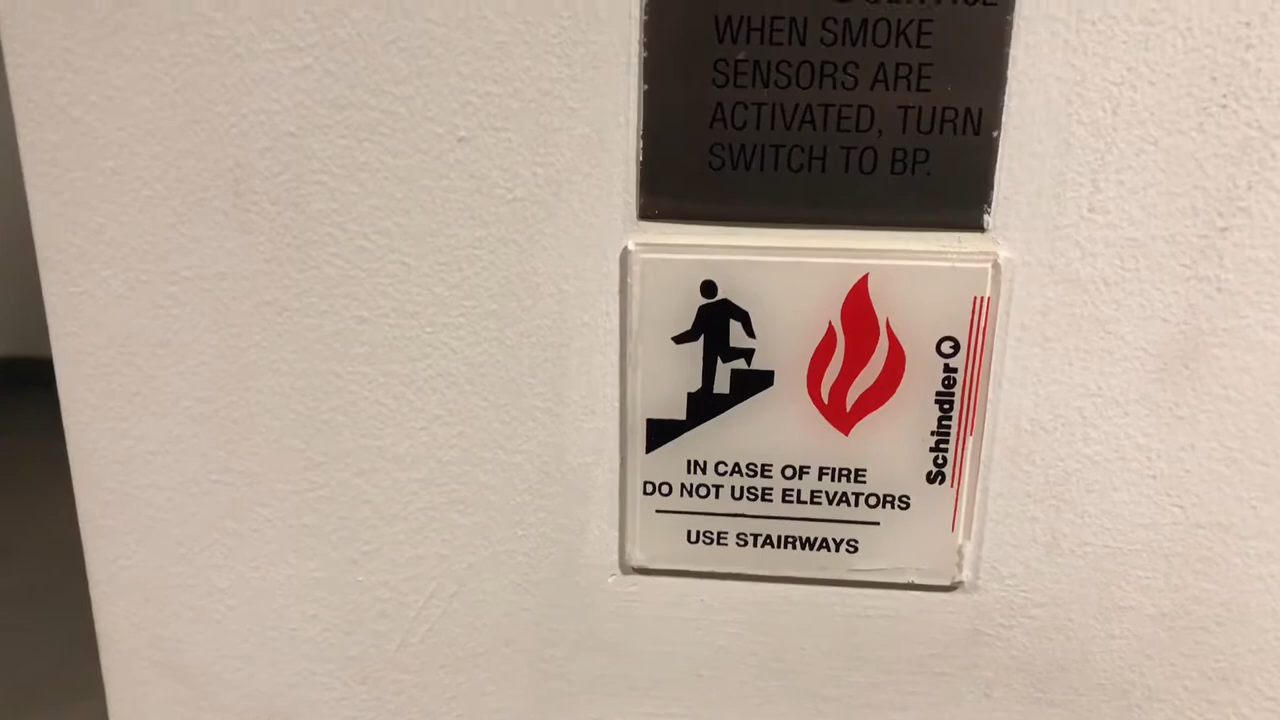 WHEN SMOKE
SENSORS ARE
ACTIVATED, TURN
SWITCH TO BP.
IN CASE OF FIRE
DO NOT USE ELEVATORS
USE STAIRWAYS
Schindler